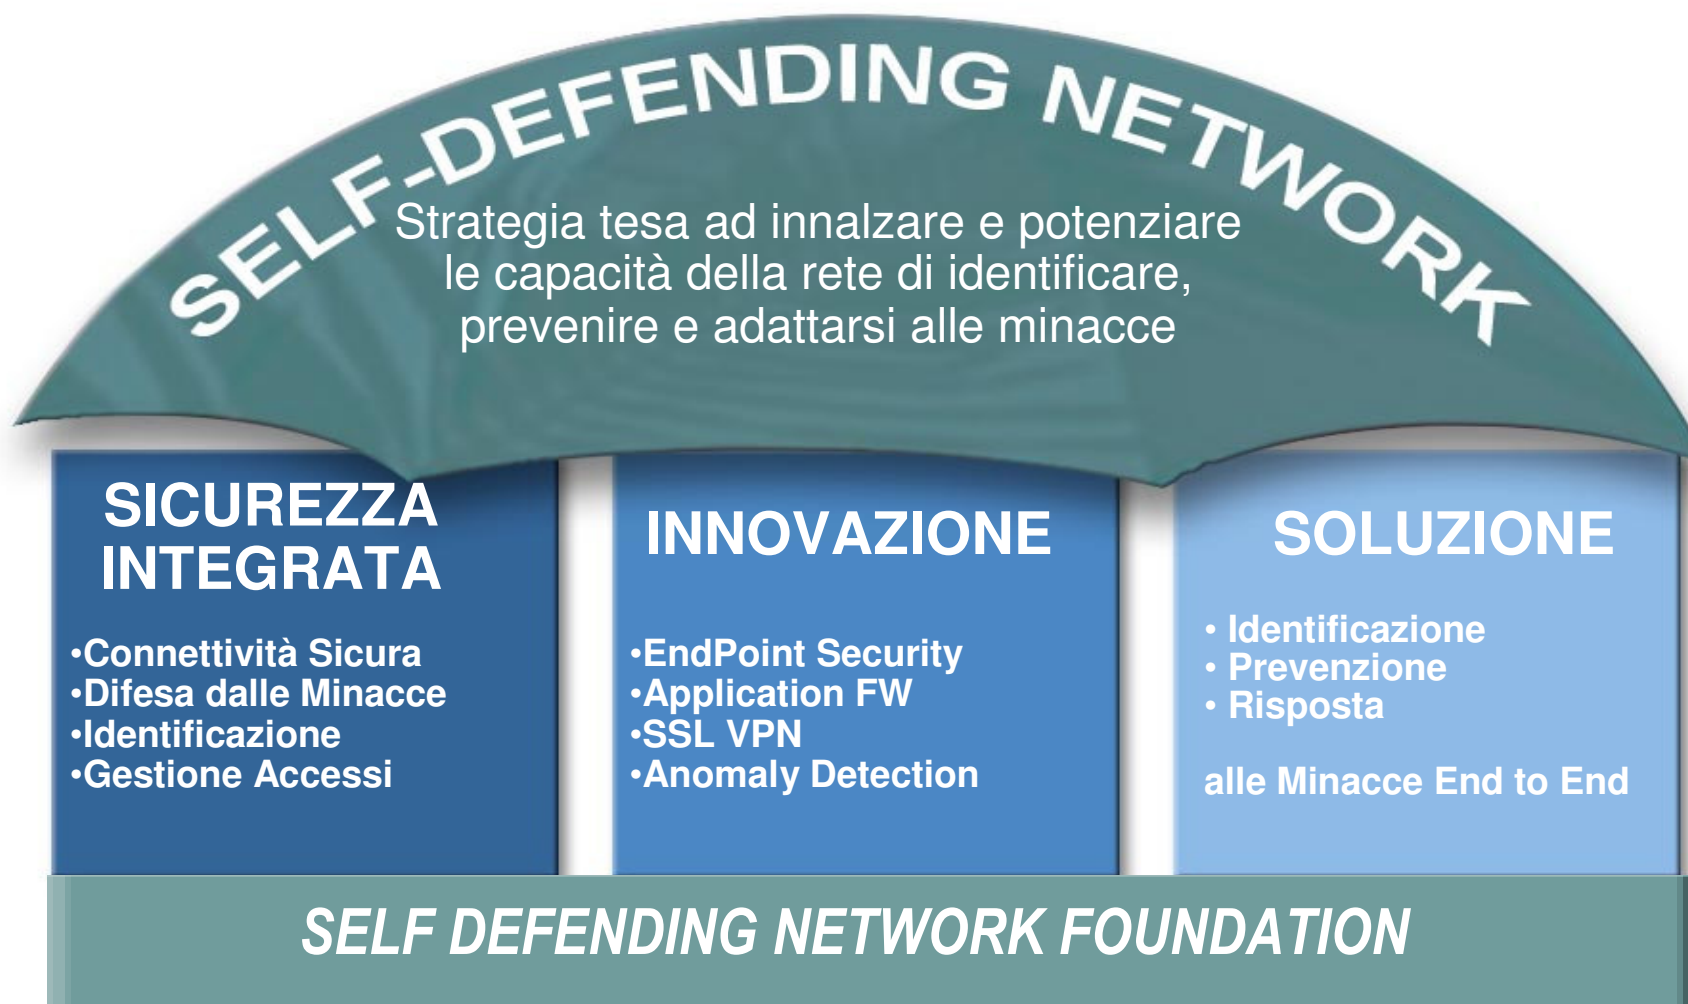 SELF-DEFENDING NETWORK
Strategia tesa ad innalzare e potenziare
le capacità della rete di identificare,
prevenire e adattarsi alle minacce
SICUREZZA
INTEGRATA
•Connettività Sicura
•Difesa dalle Minacce
•Identificazione
•Gestione Accessi
INNOVAZIONE
•EndPoint Security
•Application FW
•SSL VPN
•Anomaly Detection
SOLUZIONE
• Identificazione
• Prevenzione
• Risposta
alle Minacce End to End
SELF DEFENDING NETWORK FOUNDATION